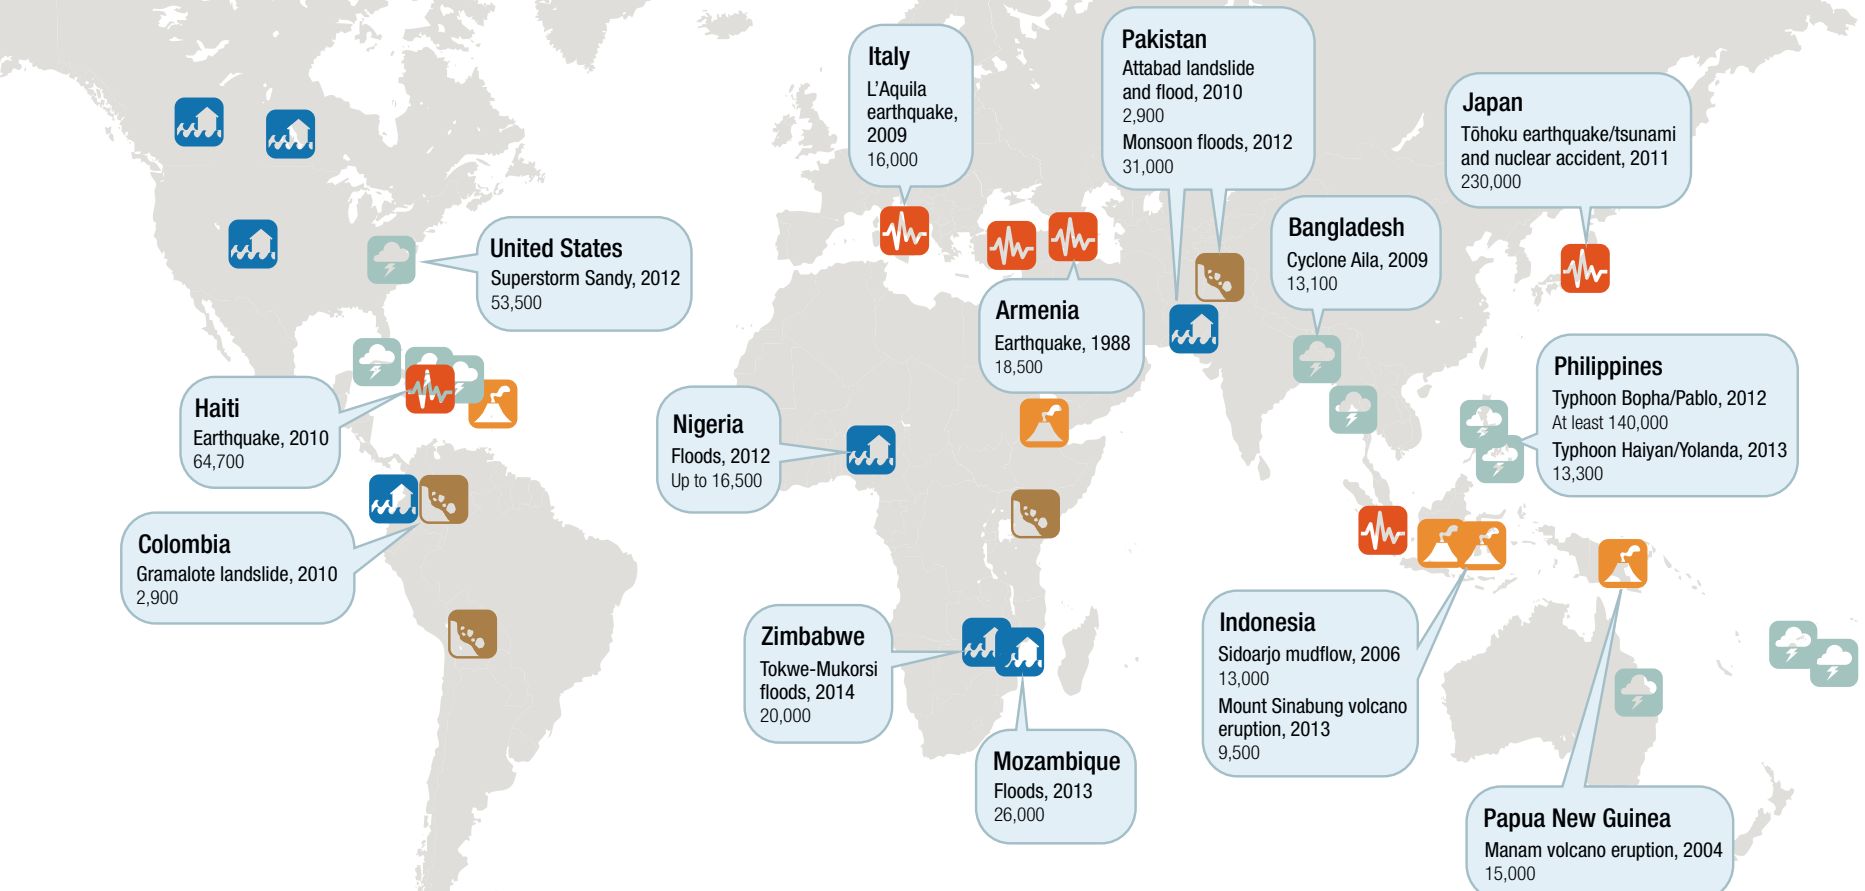 Italy
L'Aquila
earthquake,
2009
16,000
Pakistan
Attabad landslide
and flood, 2010
2,900
Monsoon floods, 2012
31,000
Japan
Tōhoku earthquake/tsunami
and nuclear accident, 2011
230,000
United States
Superstorm Sandy, 2012
53,500
Bangladesh
Cyclone Aila, 2009
13,100
Armenia
Earthquake, 1988
18,500
Haiti
Earthquake, 2010
64,700
Nigeria
Floods, 2012
Up to 16,500
Philippines
Typhoon Bopha/Pablo, 2012
At least 140,000
Typhoon Haiyan/Yolanda, 2013
13,300
Colombia
Gramalote landslide, 2010
2,900
Zimbabwe
Tokwe-Mukorsi
floods, 2014
20,000
Mozambique
Floods, 2013
26,000
Indonesia
Sidoarjo mudflow, 2006
13,000
Mount Sinabung volcano
eruption, 2013
9,500
Papua New Guinea
Manam volcano eruption, 2004
15,000